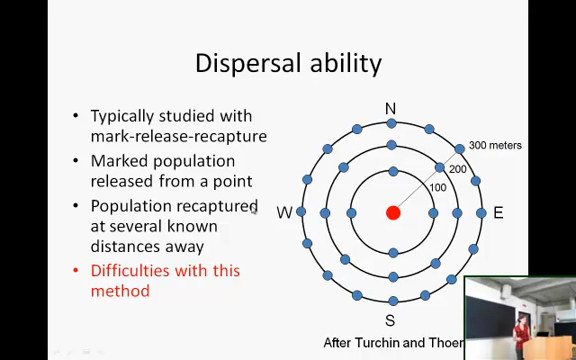 Dispersal ability
• Typically studied with
mark-release-recapture
• Marked population
released from a point
• Population recaptured
at several known
distances away
• Difficulties with this
method
N
300 meters
200
100
W
E
S
After Turchin and Thoen